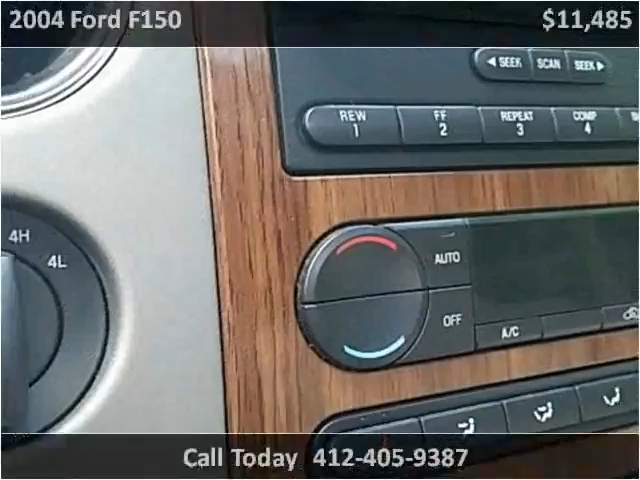 2004 Ford F150
$11,485
◄ SEEK SCAN SEEK ►
REW FF REPEAT COMP
1 2 3 4
4H
4L
AUTO
OFF
A/C
Call Today 412-405-9387